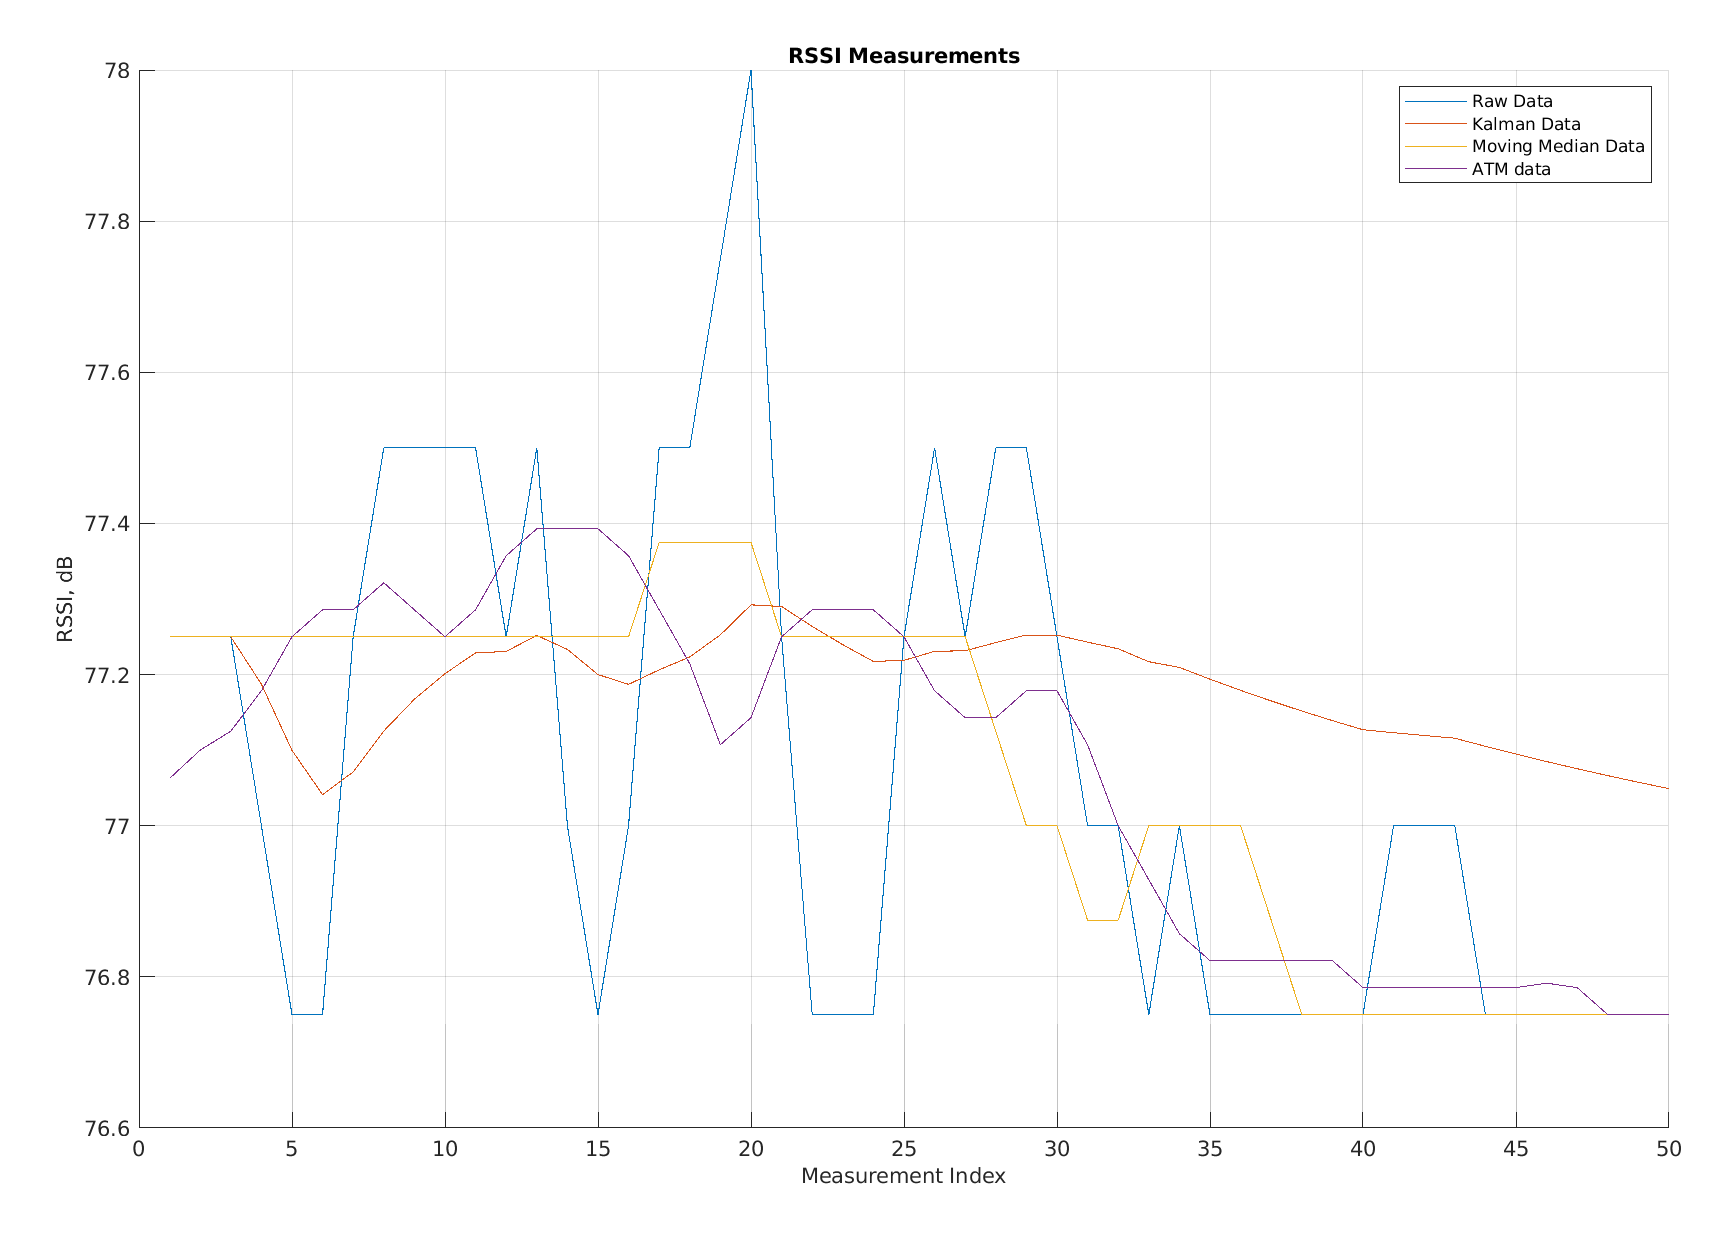 RSSI Measurements
78
77.8
77.6
77.4
77.2
77
76.8
76.6
RSSI, dB
Raw Data
Kalman Data
Moving Median Data
ATM data
0 5 10 15 20 25 30 35 40 45 50
Measurement Index